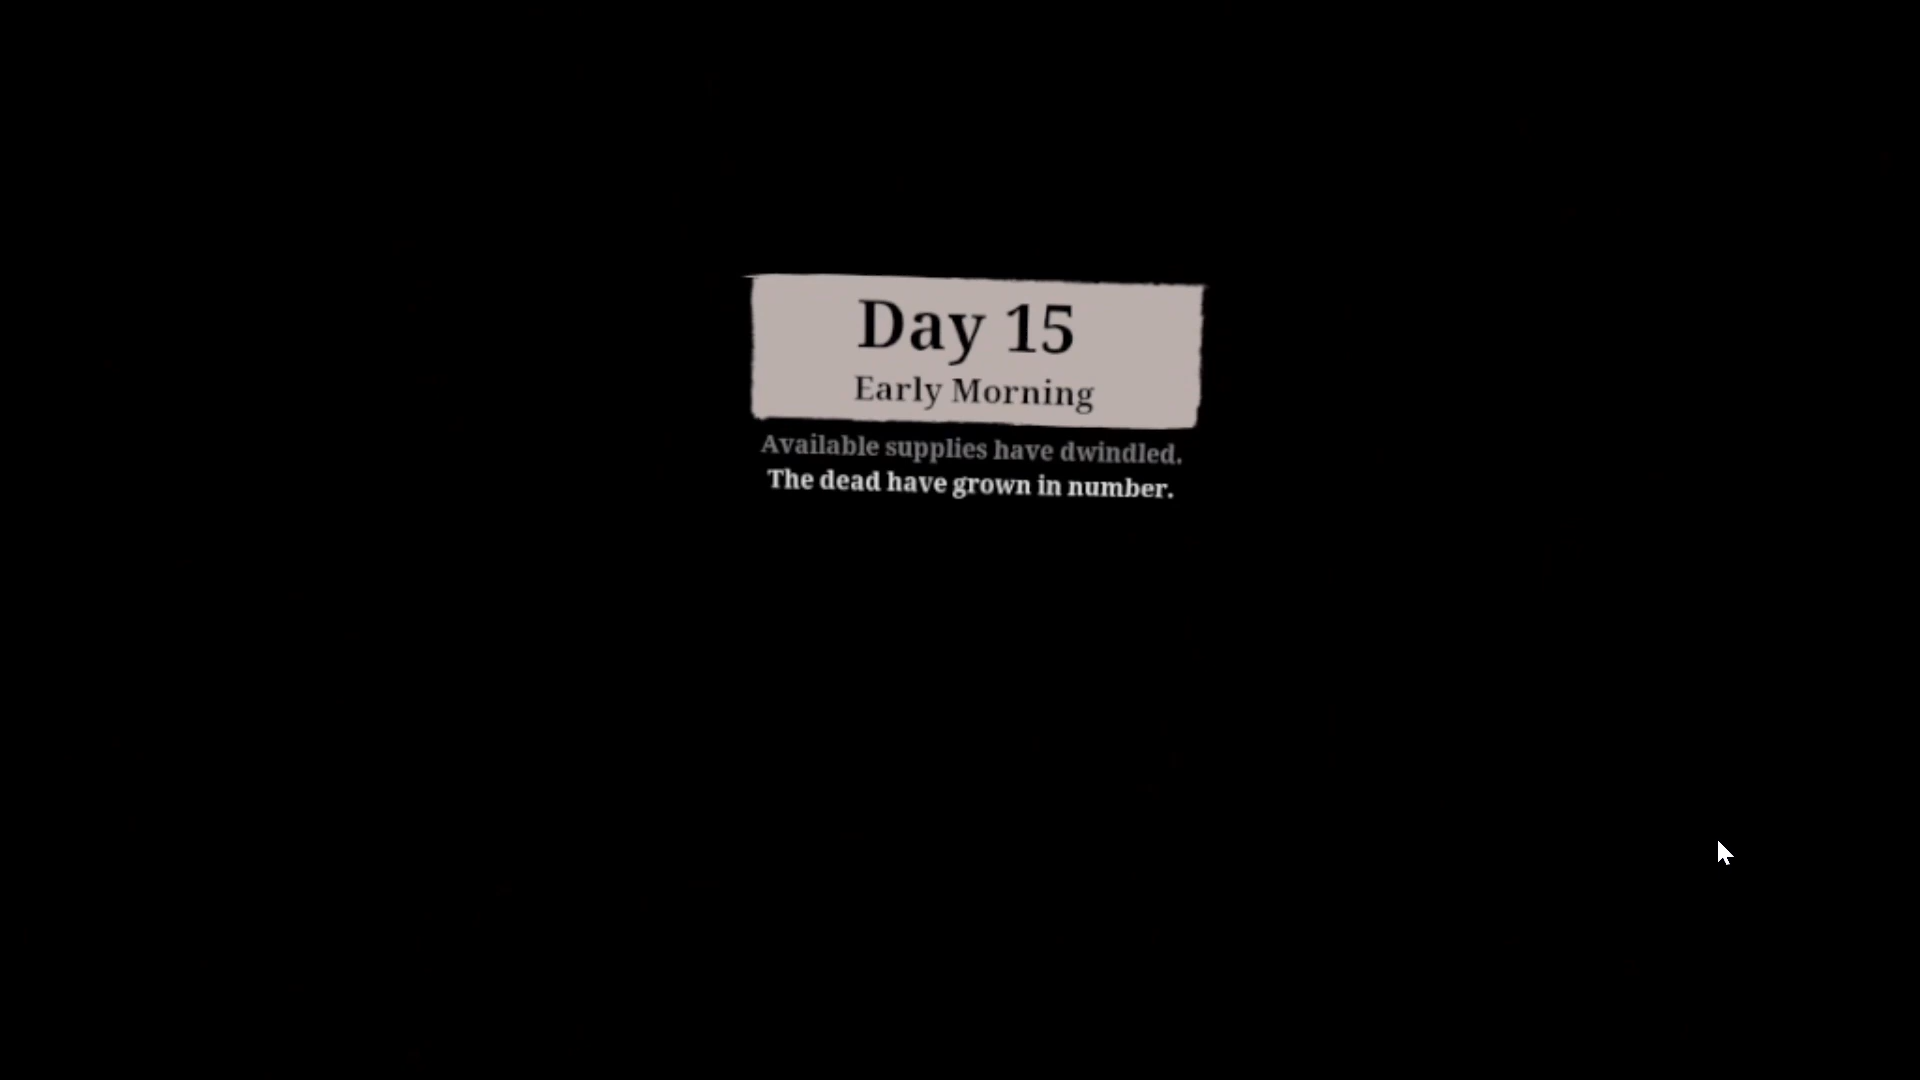 Day 15
Early Morning
Available supplies have dwindled.
The dead have grown in number.